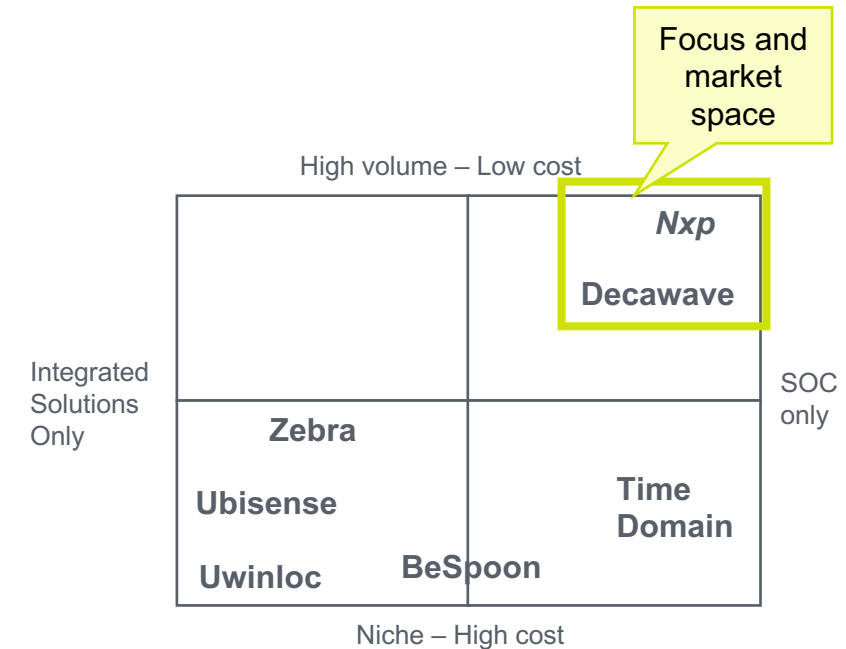 Focus and
market
space
High volume – Low cost
Nxp
Decawave
Integrated
Solutions
Only
SOC
only
Zebra
Ubisense
Time
Domain
Uwinloc
BeSpoon
Niche – High cost